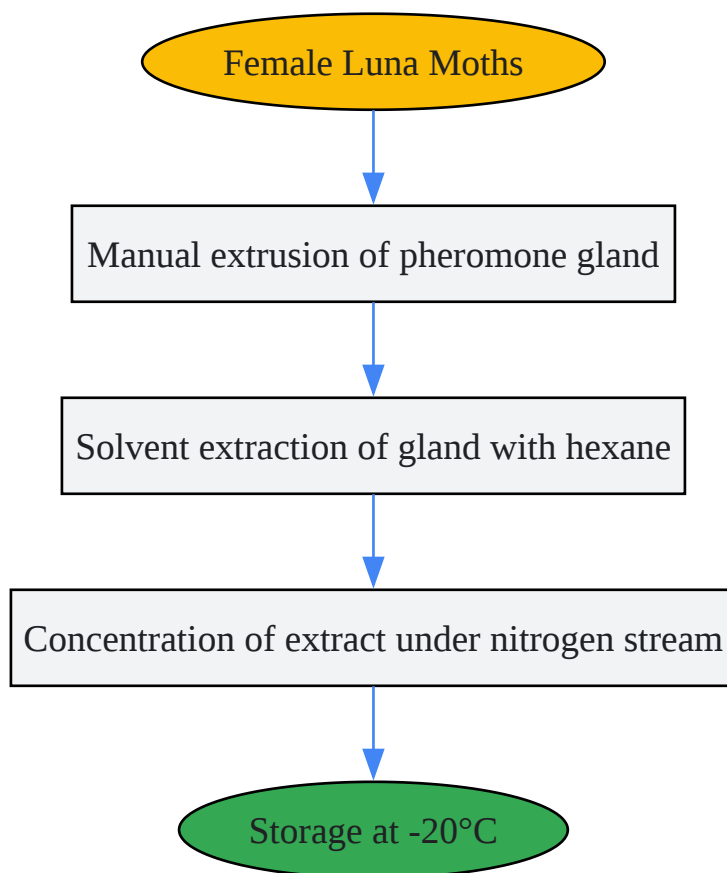 Female Luna Moths
Manual extrusion of pheromone gland
Solvent extraction of gland with hexane
Concentration of extract under nitrogen stream
Storage at -20°C